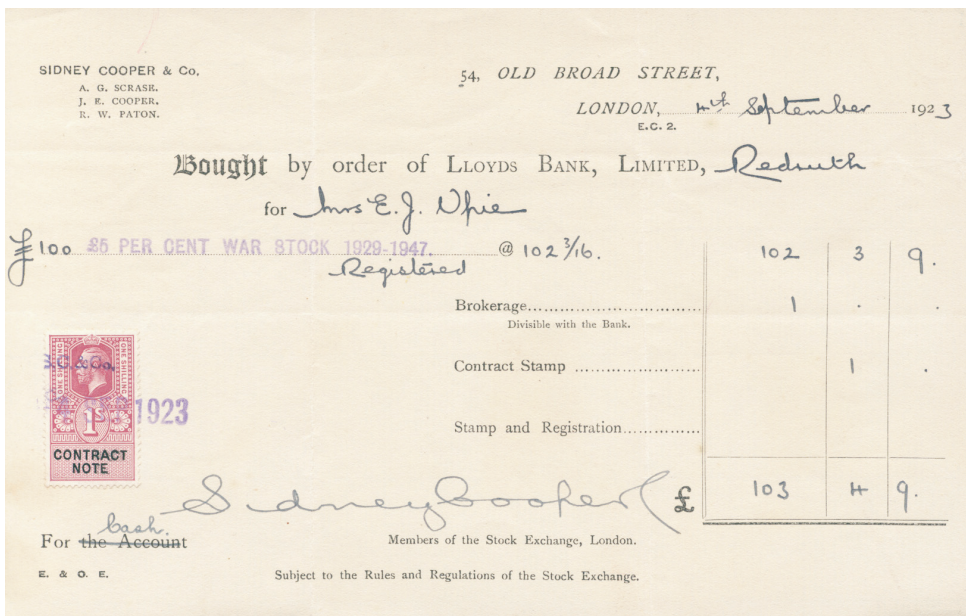 SIDNEY COOPER & Co.
A. G. SCRASE.
J. E. COOPER.
R. W. PATON.
54, OLD BROAD STREET,
LONDON, 4th September 1923
E.C. 2.
Bought by order of LLOYDS BANK, LIMITED, Redruth
for Mrs E. J.
£100 £5 PER CENT WAR STOCK 1929-1947. @ 102 3/16. 102 3 9.
Registered
Brokerage 1 . .
Divisible with the Bank.
Contract Stamp 1 .
Stamp and Registration
£ 103 4 9.
ONE SHILLING ONE SHILLING
S.C.&Co.
1923
1s
CONTRACT
NOTE
Sidney Cooper
Cash.
For the Account
Members of the Stock Exchange, London.
E. & O. E.
Subject to the Rules and Regulations of the Stock Exchange.